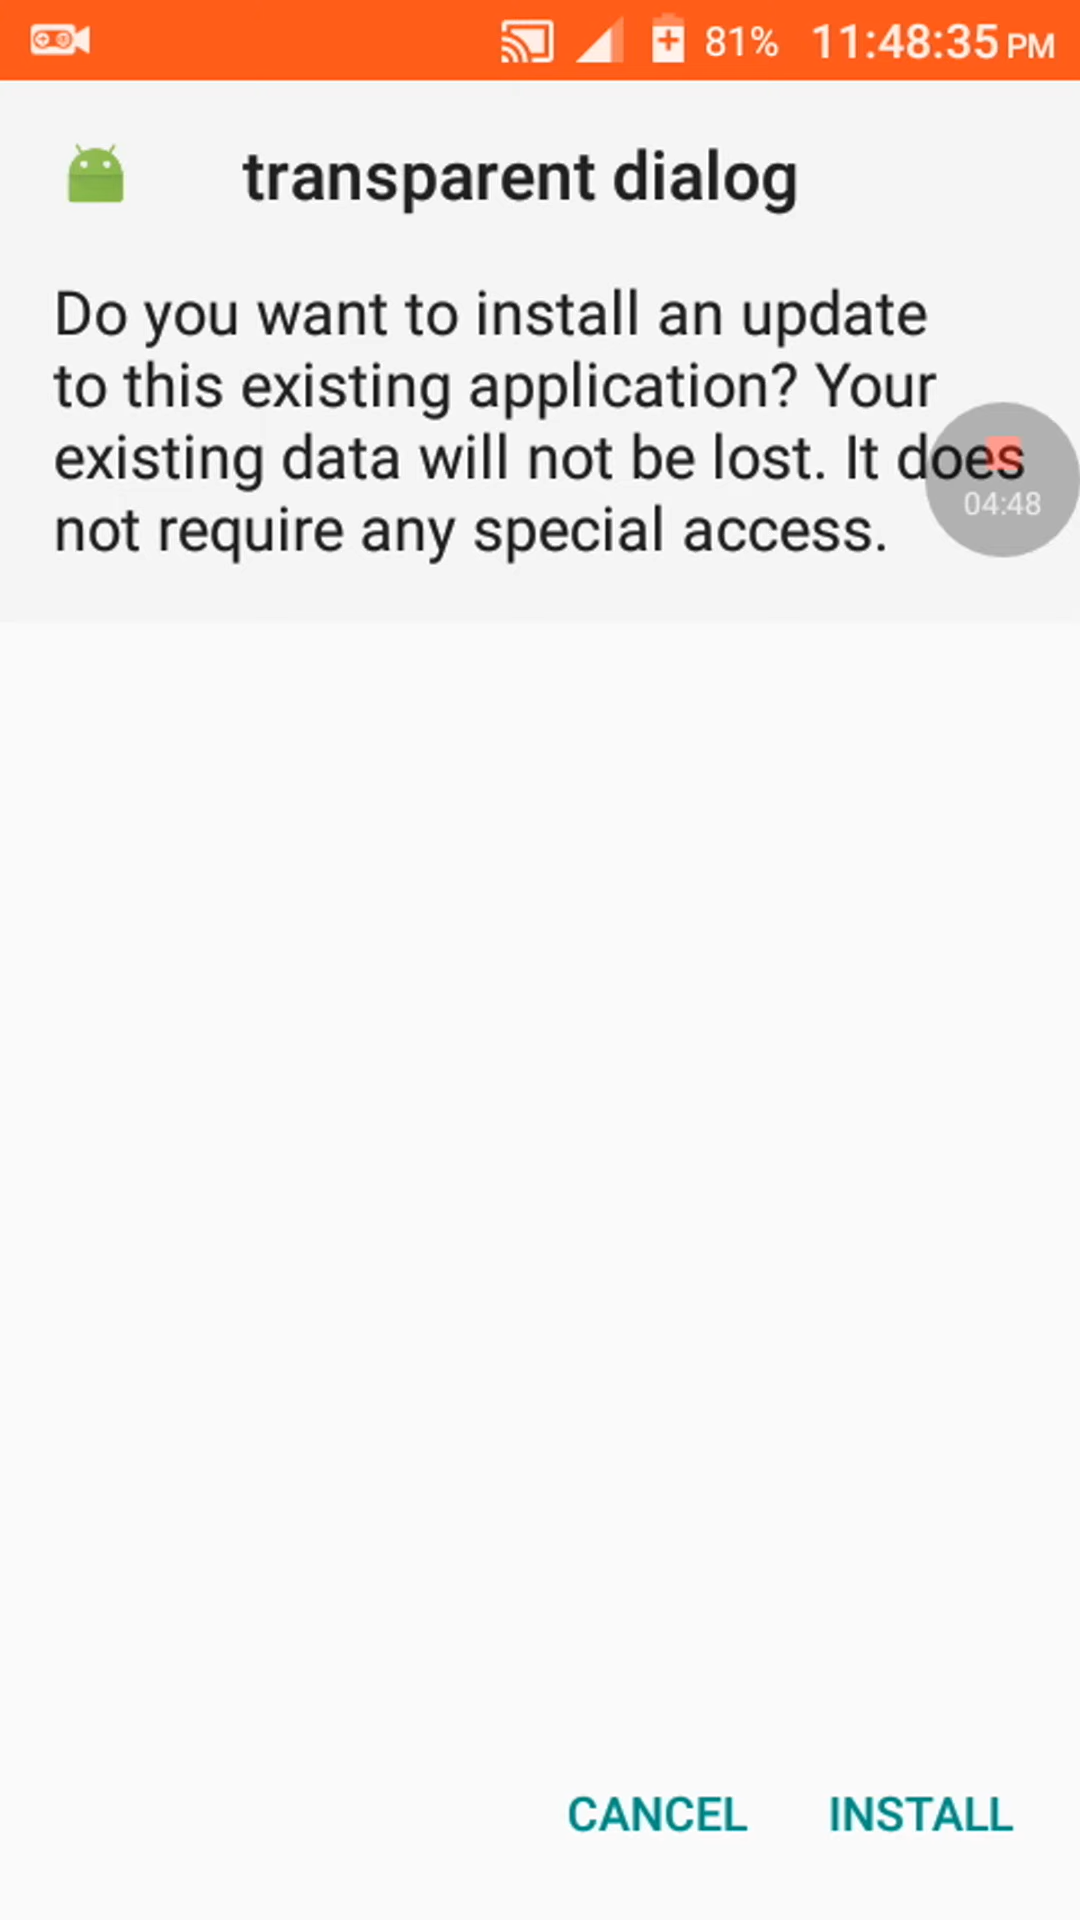 81% 11:48:35 PM
transparent dialog
Do you want to install an update
to this existing application? Your
existing data will not be lost. It does
not require any special access.
04:48
CANCEL INSTALL